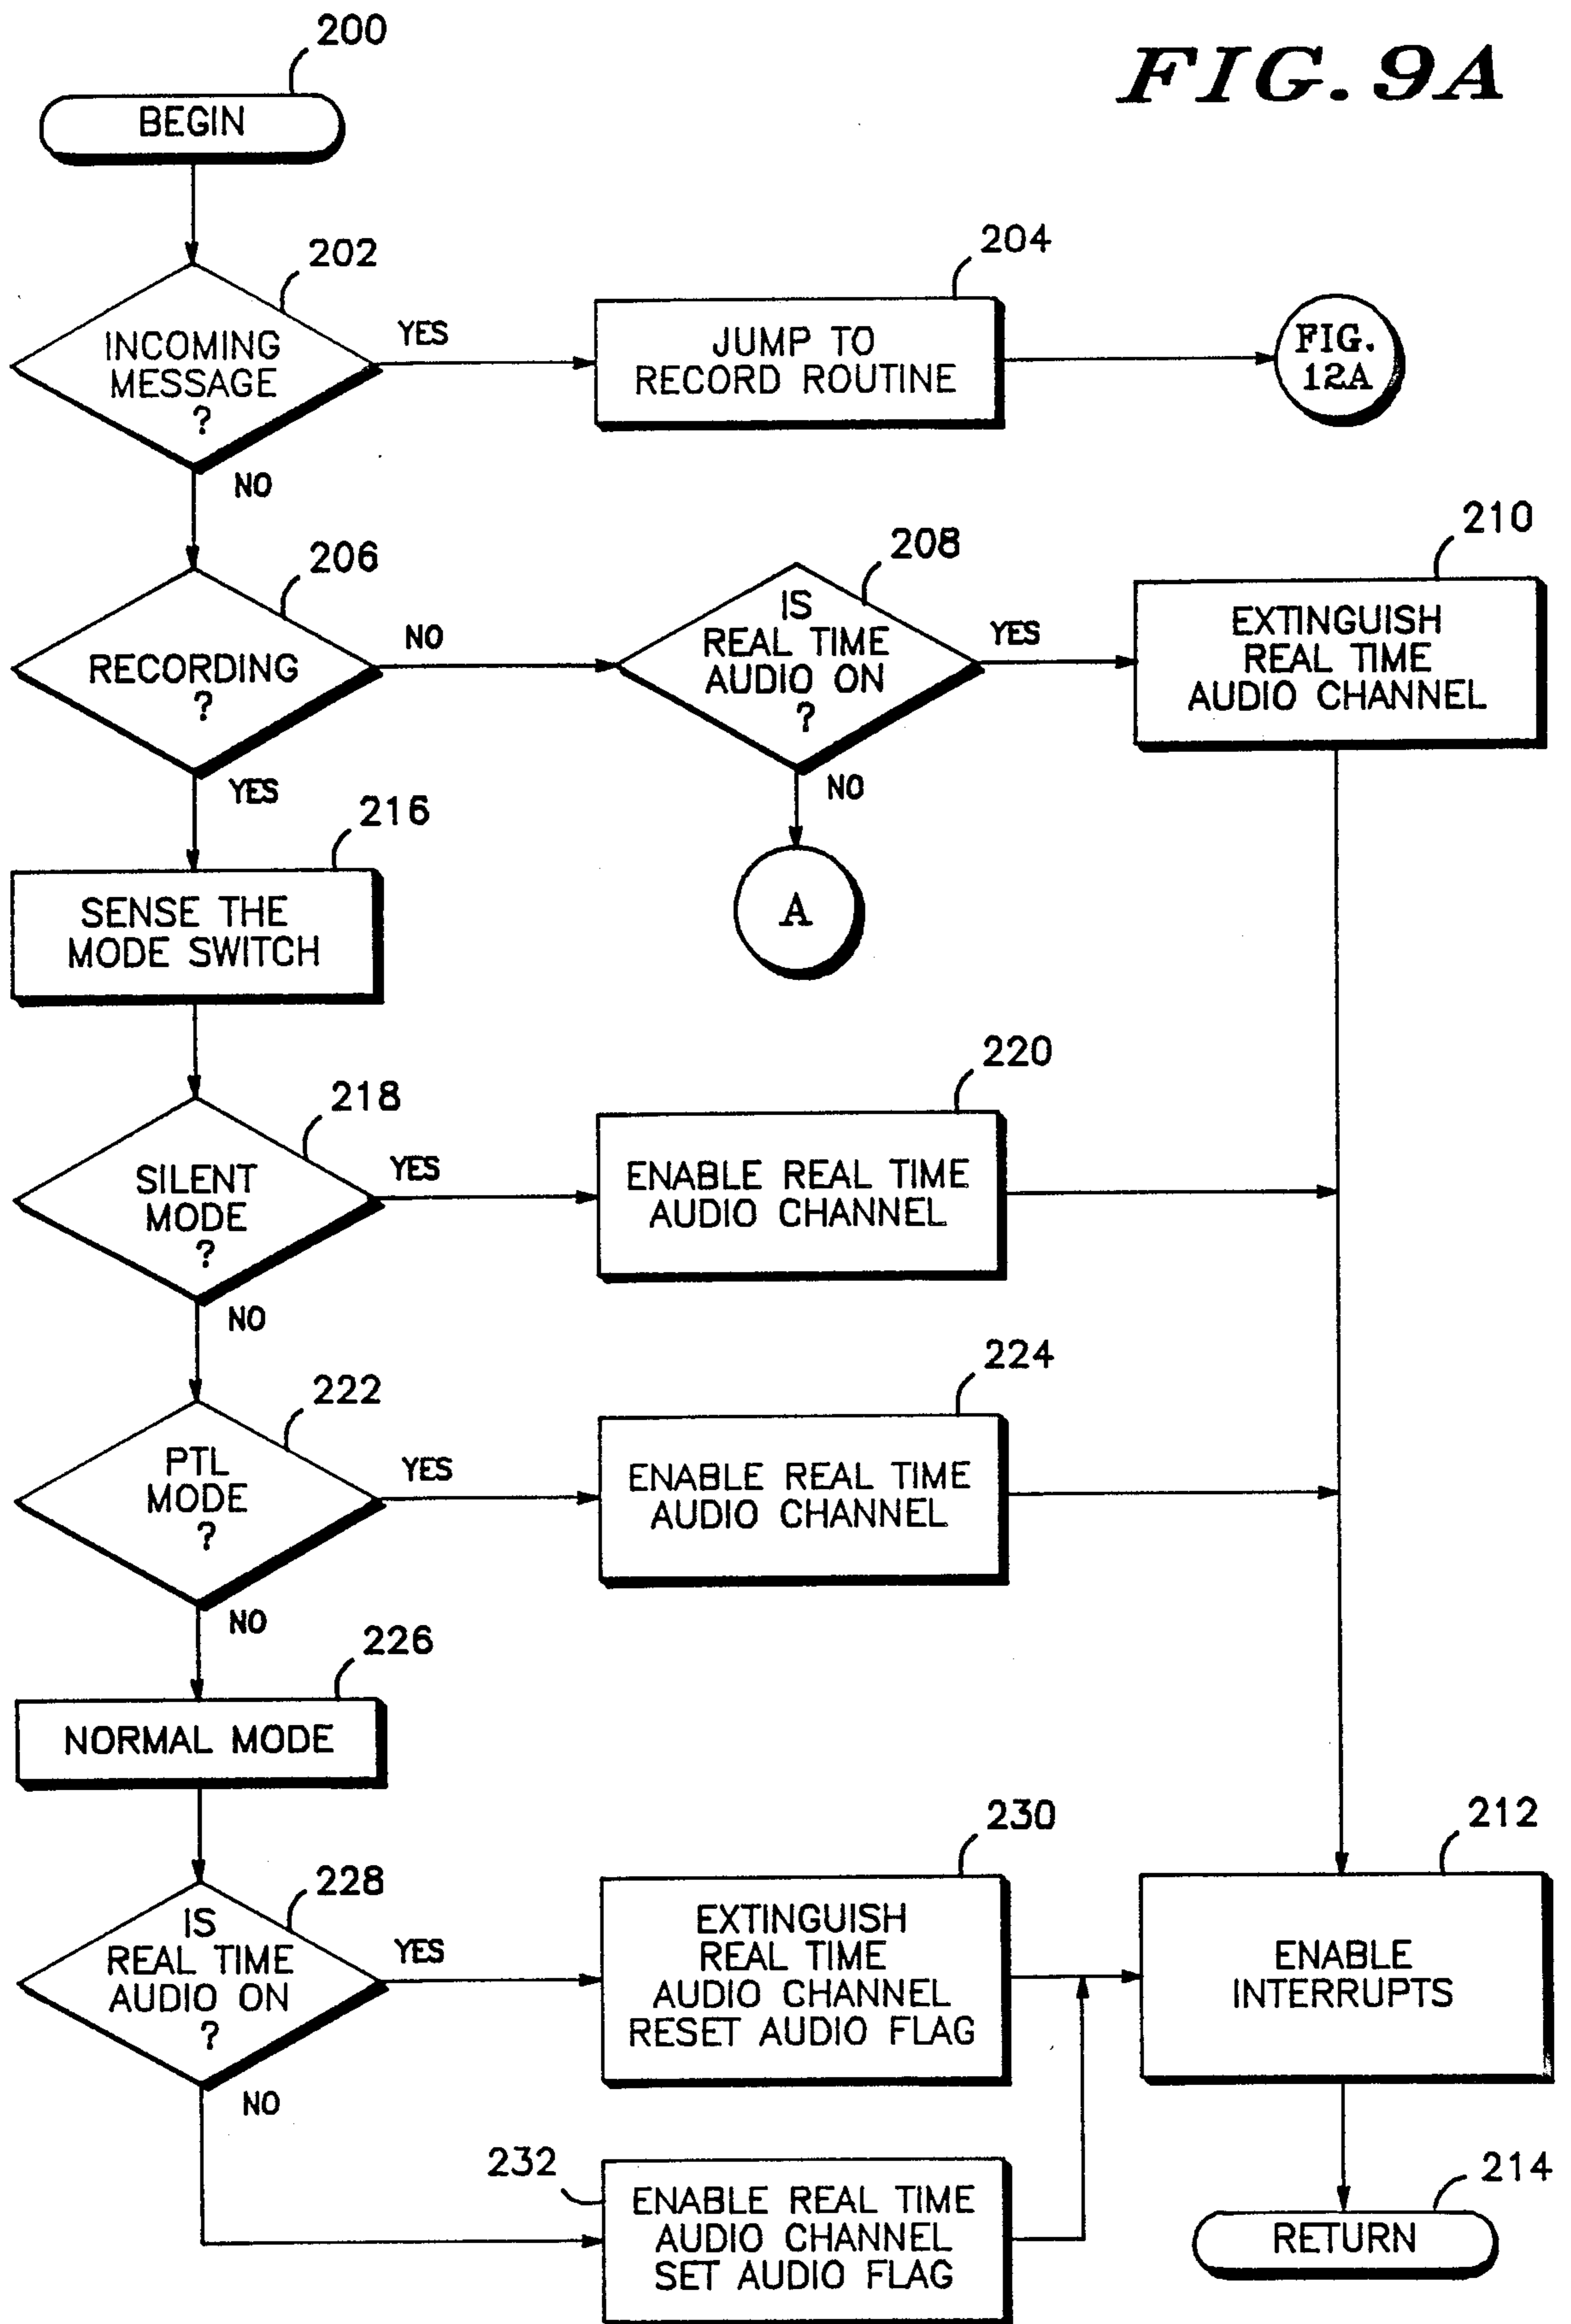 FIG. 9A
200
BEGIN
202
INCOMING
MESSAGE
?
YES
NO
204
JUMP TO
RECORD ROUTINE
FIG.
12A
206
RECORDING
?
NO
YES
208
IS
REAL TIME
AUDIO ON
?
YES
NO
A
210
EXTINGUISH
REAL TIME
AUDIO CHANNEL
216
SENSE THE
MODE SWITCH
218
SILENT
MODE
?
YES
NO
220
ENABLE REAL TIME
AUDIO CHANNEL
222
PTL
MODE
?
YES
NO
224
ENABLE REAL TIME
AUDIO CHANNEL
226
NORMAL MODE
228
IS
REAL TIME
AUDIO ON
?
YES
NO
230
EXTINGUISH
REAL TIME
AUDIO CHANNEL
RESET AUDIO FLAG
212
ENABLE
INTERRUPTS
232
ENABLE REAL TIME
AUDIO CHANNEL
SET AUDIO FLAG
214
RETURN